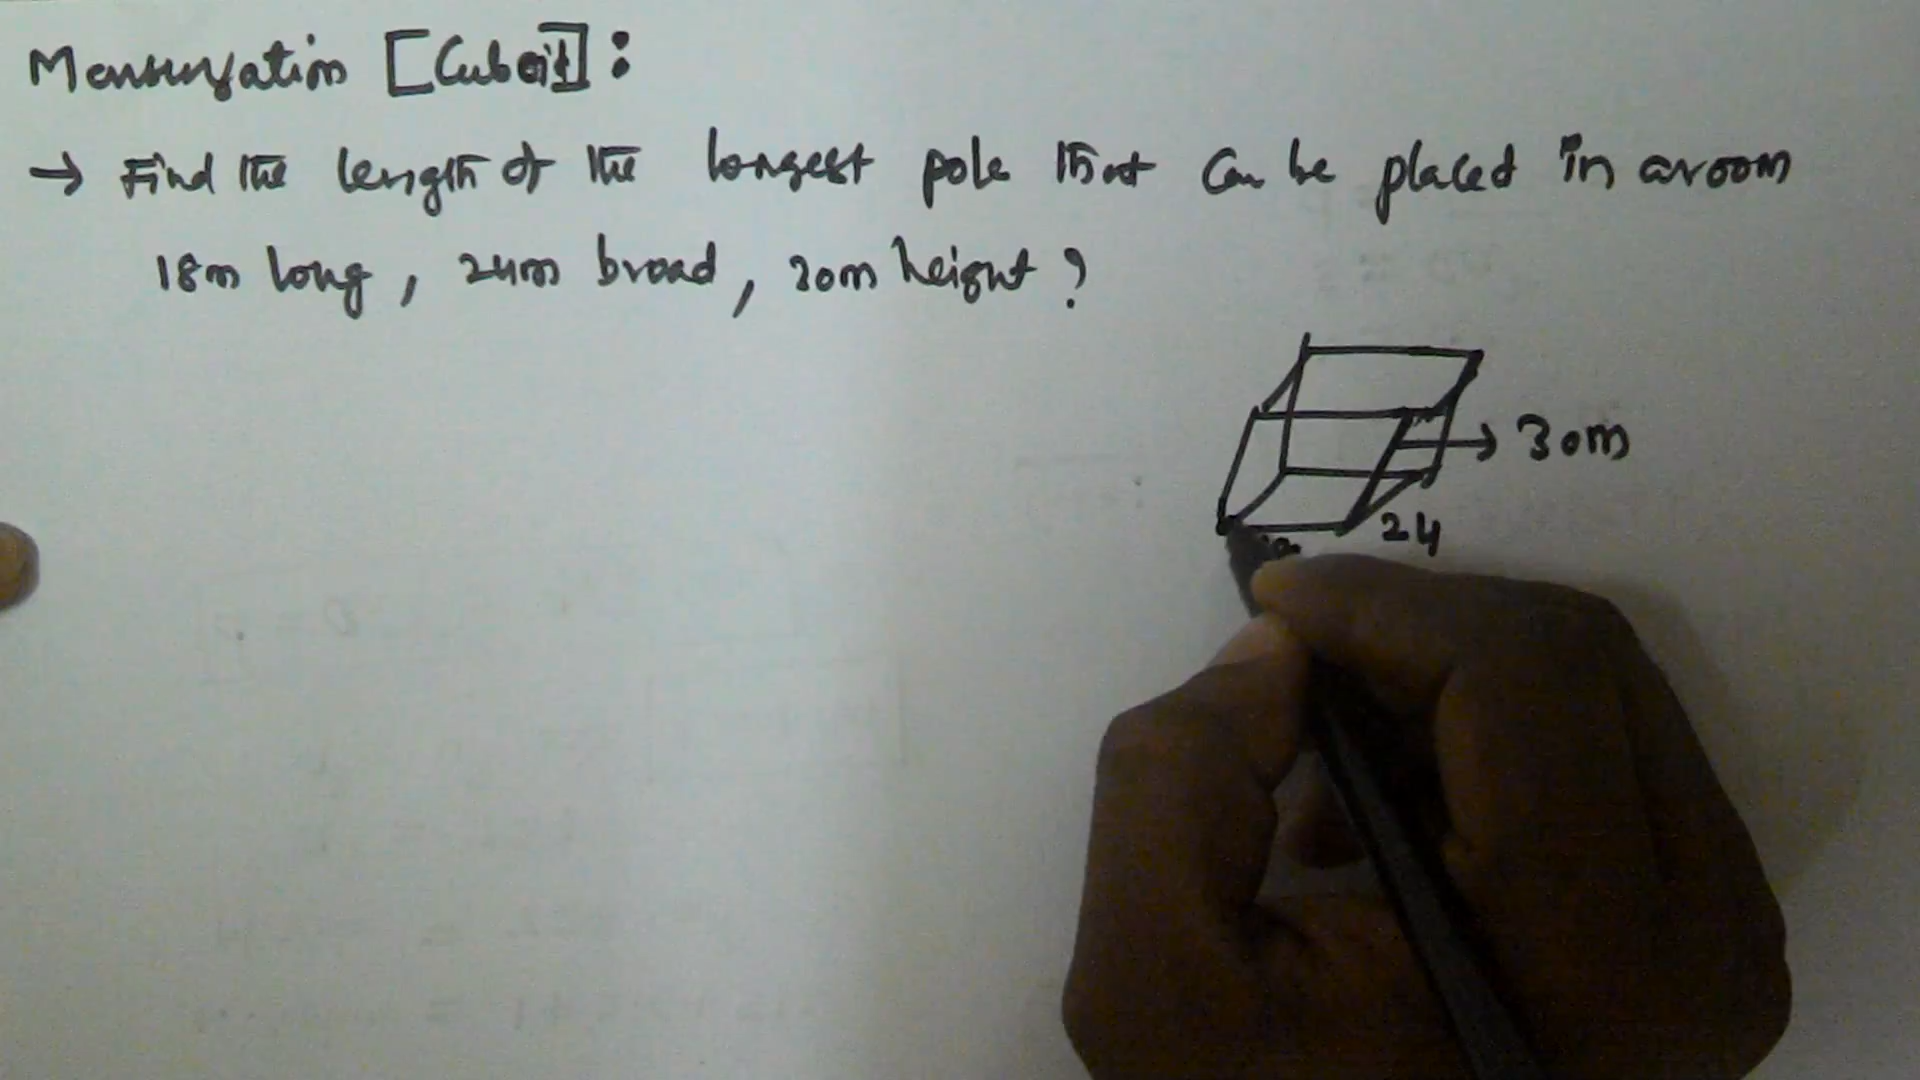 Mensuration [Cuboid]:
→ Find the length of the longest pole that can be placed in a room
18m long, 24m broad, 30m height?
30m
24